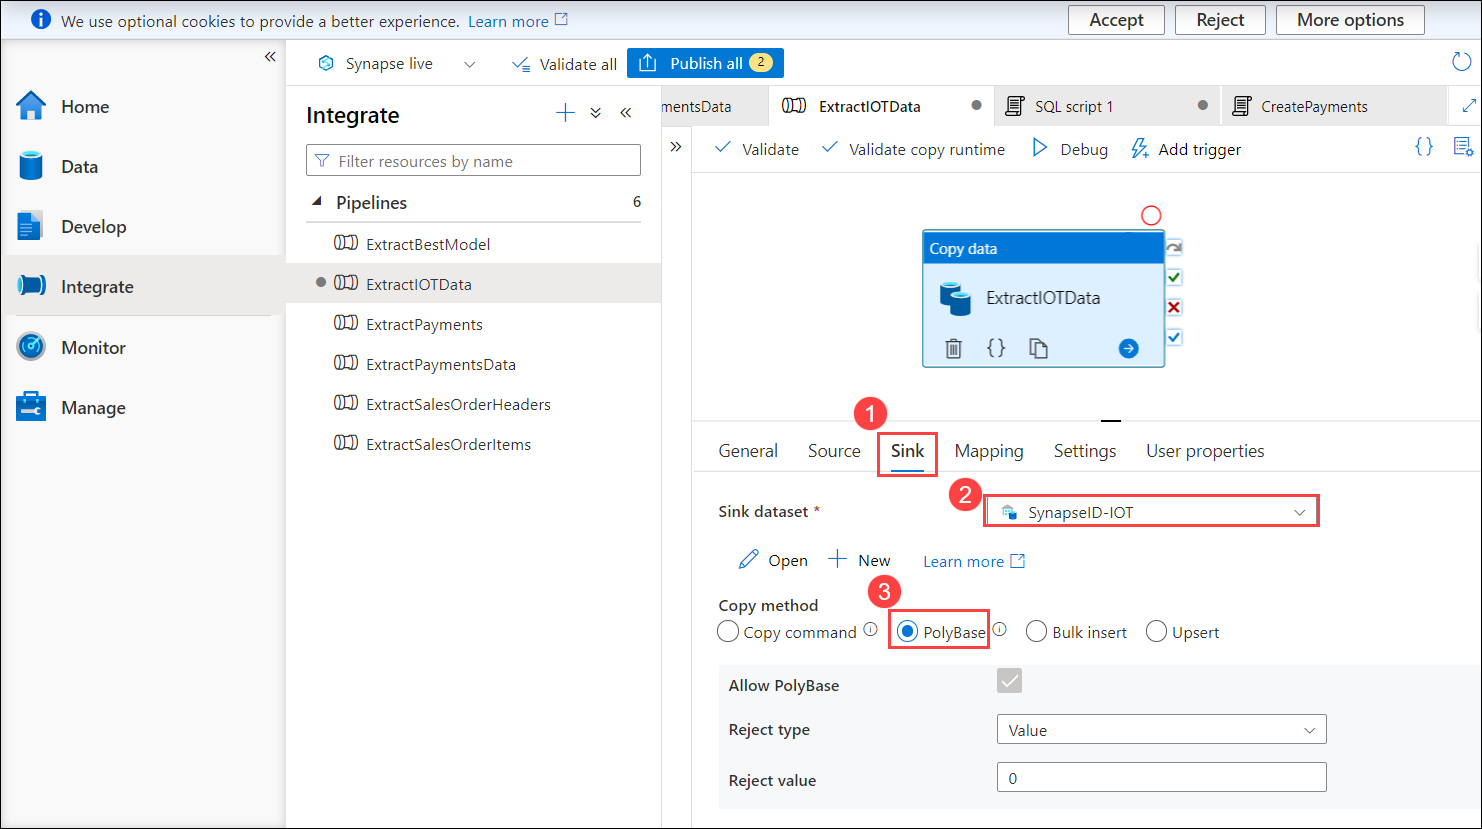 We use optional cookies to provide a better experience. Learn more
Accept
Reject
More options
Home
Data
Develop
Integrate
Monitor
Manage
Synapse live
Validate all
Publish all 2
Integrate
Filter resources by name
Pipelines 6
ExtractBestModel
ExtractIOTData
ExtractPayments
ExtractPaymentsData
ExtractSalesOrderHeaders
ExtractSalesOrderItems
mentsData
ExtractIOTData
SQL script 1
CreatePayments
Validate
Validate copy runtime
Debug
Add trigger
{}
Copy data
ExtractIOTData
{}
1
General
Source
Sink
Mapping
Settings
User properties
2
Sink dataset *
SynapseID-IOT
Open
New
Learn more
3
Copy method
Copy command
PolyBase
Bulk insert
Upsert
Allow PolyBase
Reject type
Value
Reject value
0